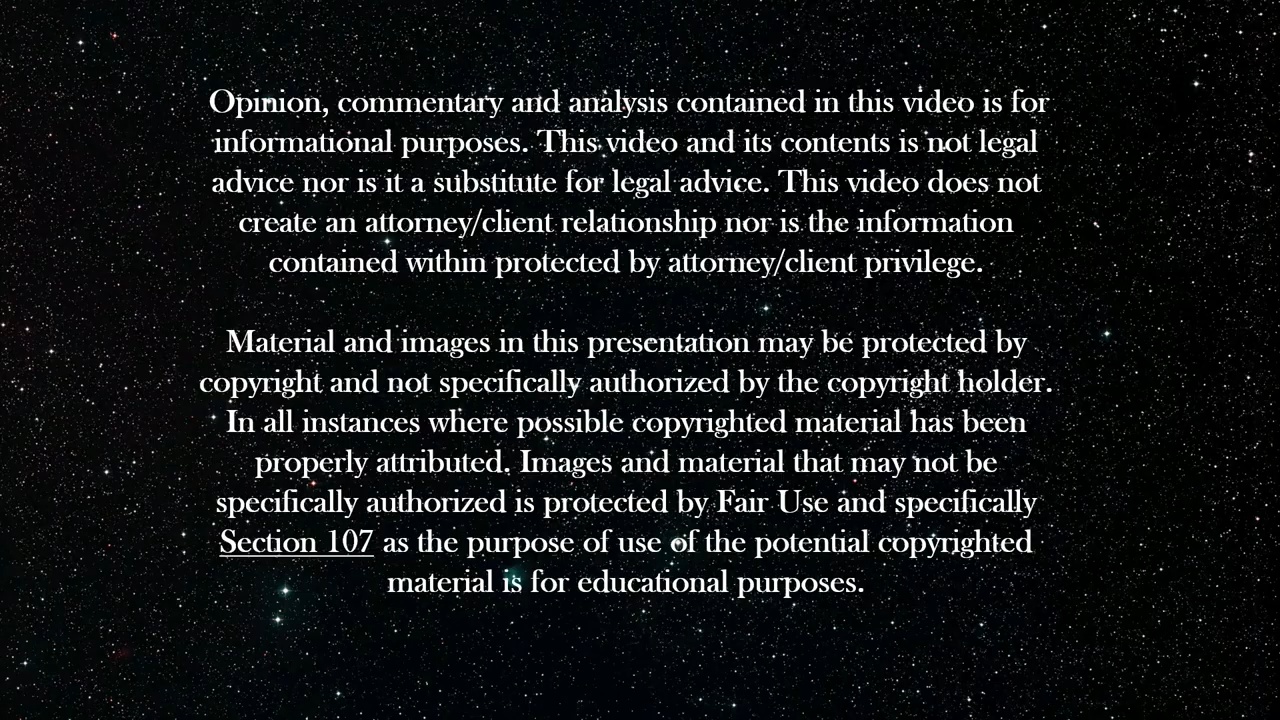 Opinion, commentary and analysis contained in this video is for
informational purposes. This video and its contents is not legal
advice nor is it a substitute for legal advice. This video does not
create an attorney/client relationship nor is the information
contained within protected by attorney/client privilege.
Material and images in this presentation may be protected by
copyright and not specifically authorized by the copyright holder.
In all instances where possible copyrighted material has been
properly attributed. Images and material that may not be
specifically authorized is protected by Fair Use and specifically
Section 107 as the purpose of use of the potential copyrighted
material is for educational purposes.